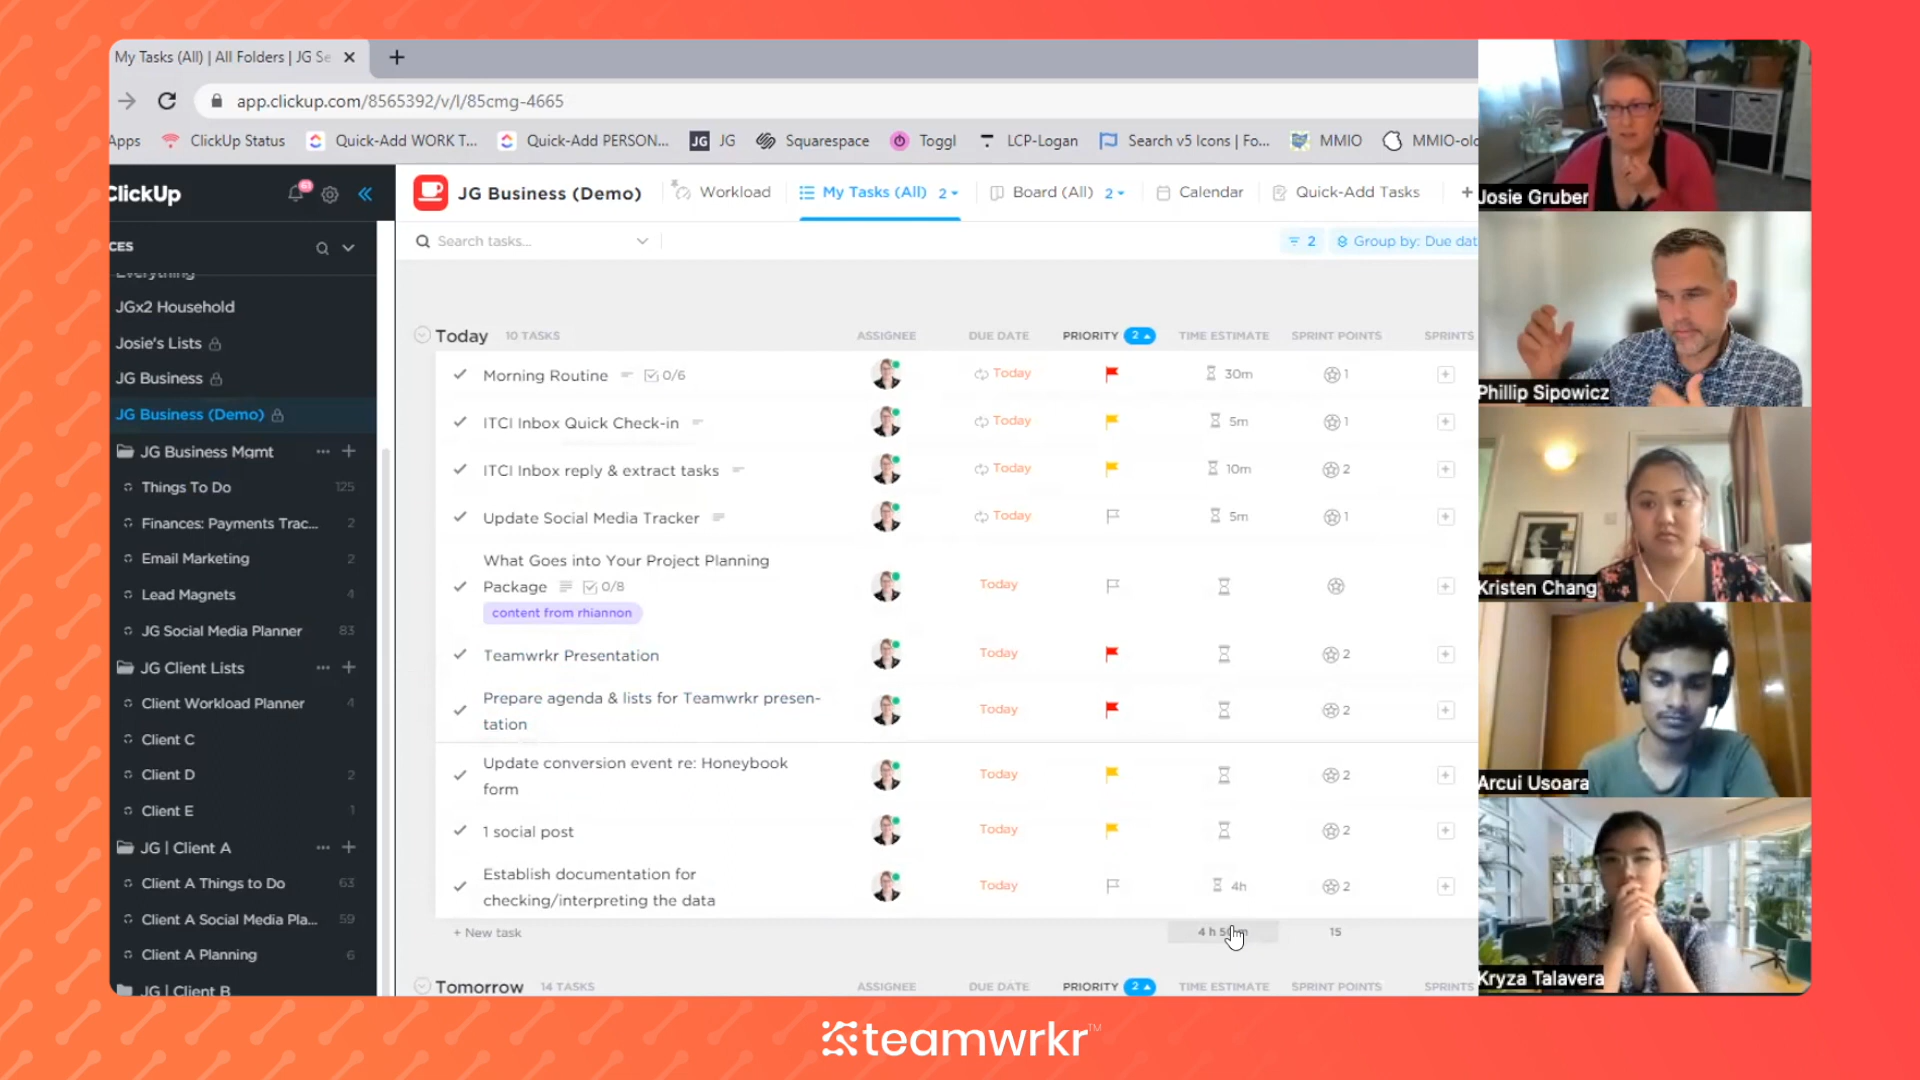 My Tasks (All) | All Folders | JG Se
app.clickup.com/8565392/v/l/85cmg-4665
Apps
ClickUp Status
Quick-Add WORK T...
Quick-Add PERSON...
JG JG
Squarespace
Toggl
LCP-Logan
Search v5 Icons | Fo...
MMIO
MMIO-old
ClickUp
61
JG Business (Demo)
Workload
My Tasks (All) 2
Board (All) 2
Calendar
Quick-Add Tasks
+
CES
Search tasks...
2
Group by: Due dat
Everything
JGx2 Household
Josie's Lists
JG Business
JG Business (Demo)
JG Business Mgmt
Things To Do 125
Finances: Payments Trac... 2
Email Marketing 2
Lead Magnets 4
JG Social Media Planner 83
JG Client Lists
Client Workload Planner 4
Client C
Client D 2
Client E 1
JG | Client A
Client A Things to Do 63
Client A Social Media Pla... 59
Client A Planning 6
JG | Client B
Today 10 TASKS ASSIGNEE DUE DATE PRIORITY 2 TIME ESTIMATE SPRINT POINTS SPRINTS
Morning Routine 0/6 Today 30m 1
ITCI Inbox Quick Check-in Today 5m 1
ITCI Inbox reply & extract tasks Today 10m 2
Update Social Media Tracker Today 5m 1
What Goes into Your Project Planning
Package 0/8 Today
content from rhiannon
Teamwrkr Presentation Today 2
Prepare agenda & lists for Teamwrkr presen-
tation Today 2
Update conversion event re: Honeybook
form Today 2
1 social post Today 2
Establish documentation for
checking/interpreting the data Today 4h 2
+ New task 4 h 15
Tomorrow 14 TASKS ASSIGNEE DUE DATE PRIORITY 2 TIME ESTIMATE SPRINT POINTS SPRINTS
Josie Gruber
Phillip Sipowicz
Kristen Chang
Arcui Usoara
Kryza Talavera
teamwrkr™